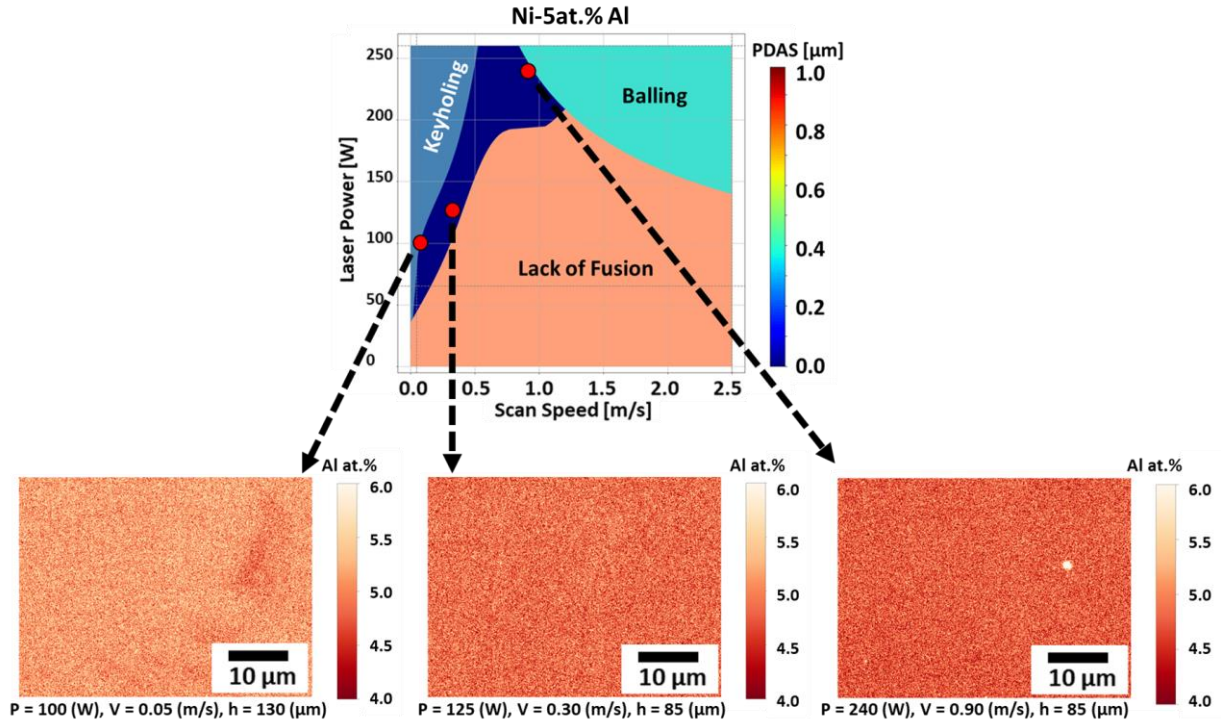 Ni-5at.% Al
PDAS [μm]
Laser Power [W]
250
200
150
100
50
0
Keyholing
Balling
Lack of Fusion
1.0
0.8
0.6
0.4
0.2
0.0
0.0 0.5 1.0 1.5 2.0 2.5
Scan Speed [m/s]
Al at.%
6.0
5.5
5.0
4.5
4.0
10 μm
P = 100 (W), V = 0.05 (m/s), h = 130 (μm)
Al at.%
6.0
5.5
5.0
4.5
4.0
10 μm
P = 125 (W), V = 0.30 (m/s), h = 85 (μm)
Al at.%
6.0
5.5
5.0
4.5
4.0
10 μm
P = 240 (W), V = 0.90 (m/s), h = 85 (μm)